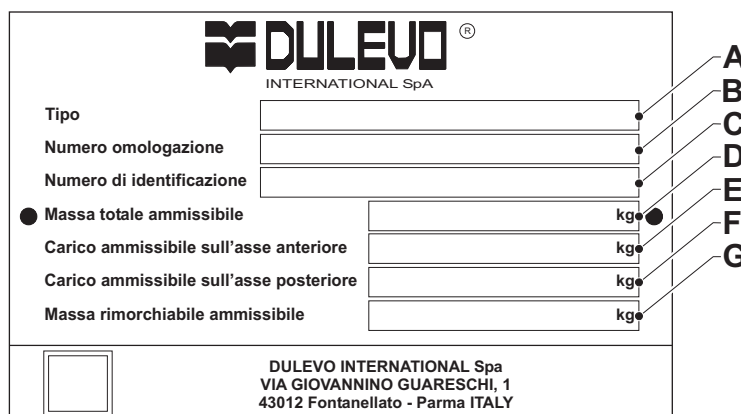 DULEVO ®
INTERNATIONAL SpA
Tipo A
Numero omologazione B
Numero di identificazione C
Massa totale ammissibile kg D
Carico ammissibile sull'asse anteriore kg E
Carico ammissibile sull'asse posteriore kg F
Massa rimorchiabile ammissibile kg G
DULEVO INTERNATIONAL Spa
VIA GIOVANNINO GUARESCHI, 1
43012 Fontanellato - Parma ITALY